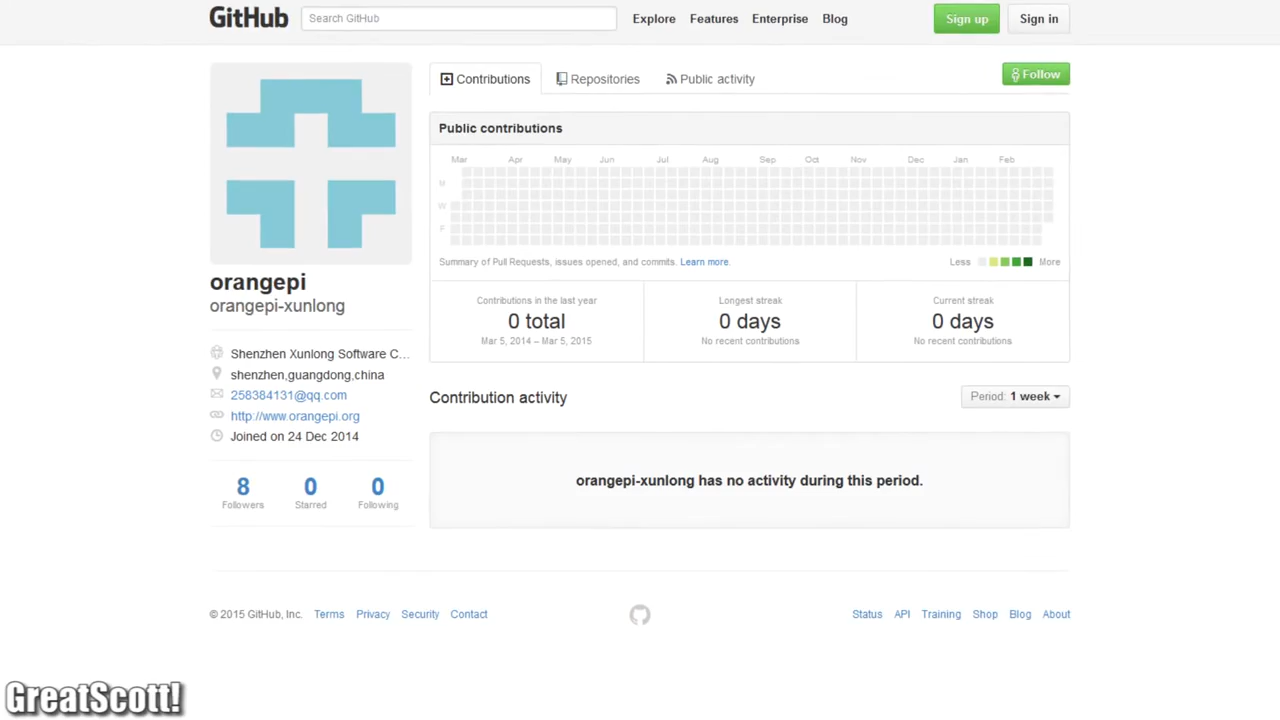 GitHub
Search GitHub
Explore Features Enterprise Blog
Sign up Sign in
Contributions Repositories Public activity
Follow
Public contributions
Mar Apr May Jun Jul Aug Sep Oct Nov Dec Jan Feb
M
W
F
Summary of Pull Requests, issues opened, and commits. Learn more.
Less More
Contributions in the last year
0 total
Mar 5, 2014 – Mar 5, 2015
Longest streak
0 days
No recent contributions
Current streak
0 days
No recent contributions
orangepi
orangepi-xunlong
Shenzhen Xunlong Software C...
shenzhen,guangdong,china
258384131@qq.com
http://www.orangepi.org
Joined on 24 Dec 2014
8 0 0
Followers Starred Following
Contribution activity
Period: 1 week
orangepi-xunlong has no activity during this period.
© 2015 GitHub, Inc. Terms Privacy Security Contact
Status API Training Shop Blog About
GreatScott!